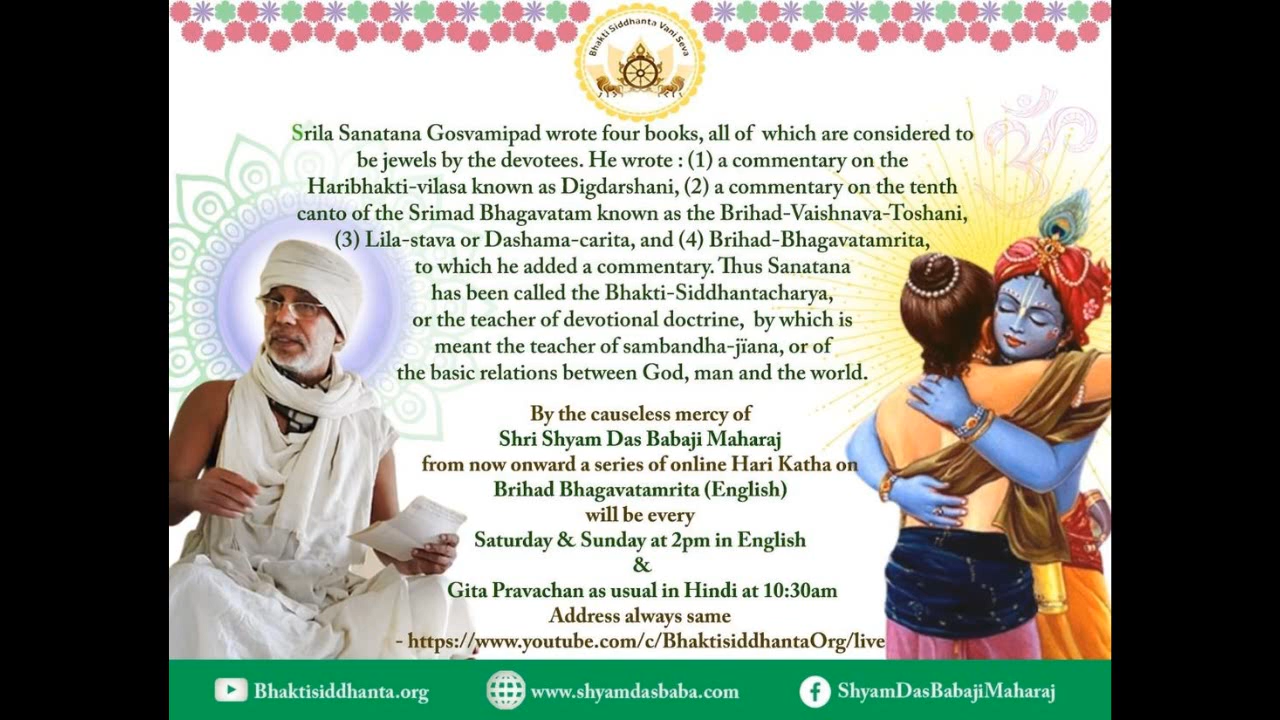 Bhakti Siddhanta Vani Seva
Srila Sanatana Gosvamipad wrote four books, all of which are considered to
be jewels by the devotees. He wrote : (1) a commentary on the
Haribhakti-vilasa known as Digdarshani, (2) a commentary on the tenth
canto of the Srimad Bhagavatam known as the Brihad-Vaishnava-Toshani,
(3) Lila-stava or Dashama-carita, and (4) Brihad-Bhagavatamrita,
to which he added a commentary. Thus Sanatana
has been called the Bhakti-Siddhantacharya,
or the teacher of devotional doctrine, by which is
meant the teacher of sambandha-jïana, or of
the basic relations between God, man and the world.
By the causeless mercy of
Shri Shyam Das Babaji Maharaj
from now onward a series of online Hari Katha on
Brihad Bhagavatamrita (English)
will be every
Saturday & Sunday at 2pm in English
&
Gita Pravachan as usual in Hindi at 10:30am
Address always same
- https://www.youtube.com/c/BhaktisiddhantaOrg/live
Bhaktisiddhanta.org www.shyamdasbaba.com ShyamDasBabajiMaharaj
ॐ